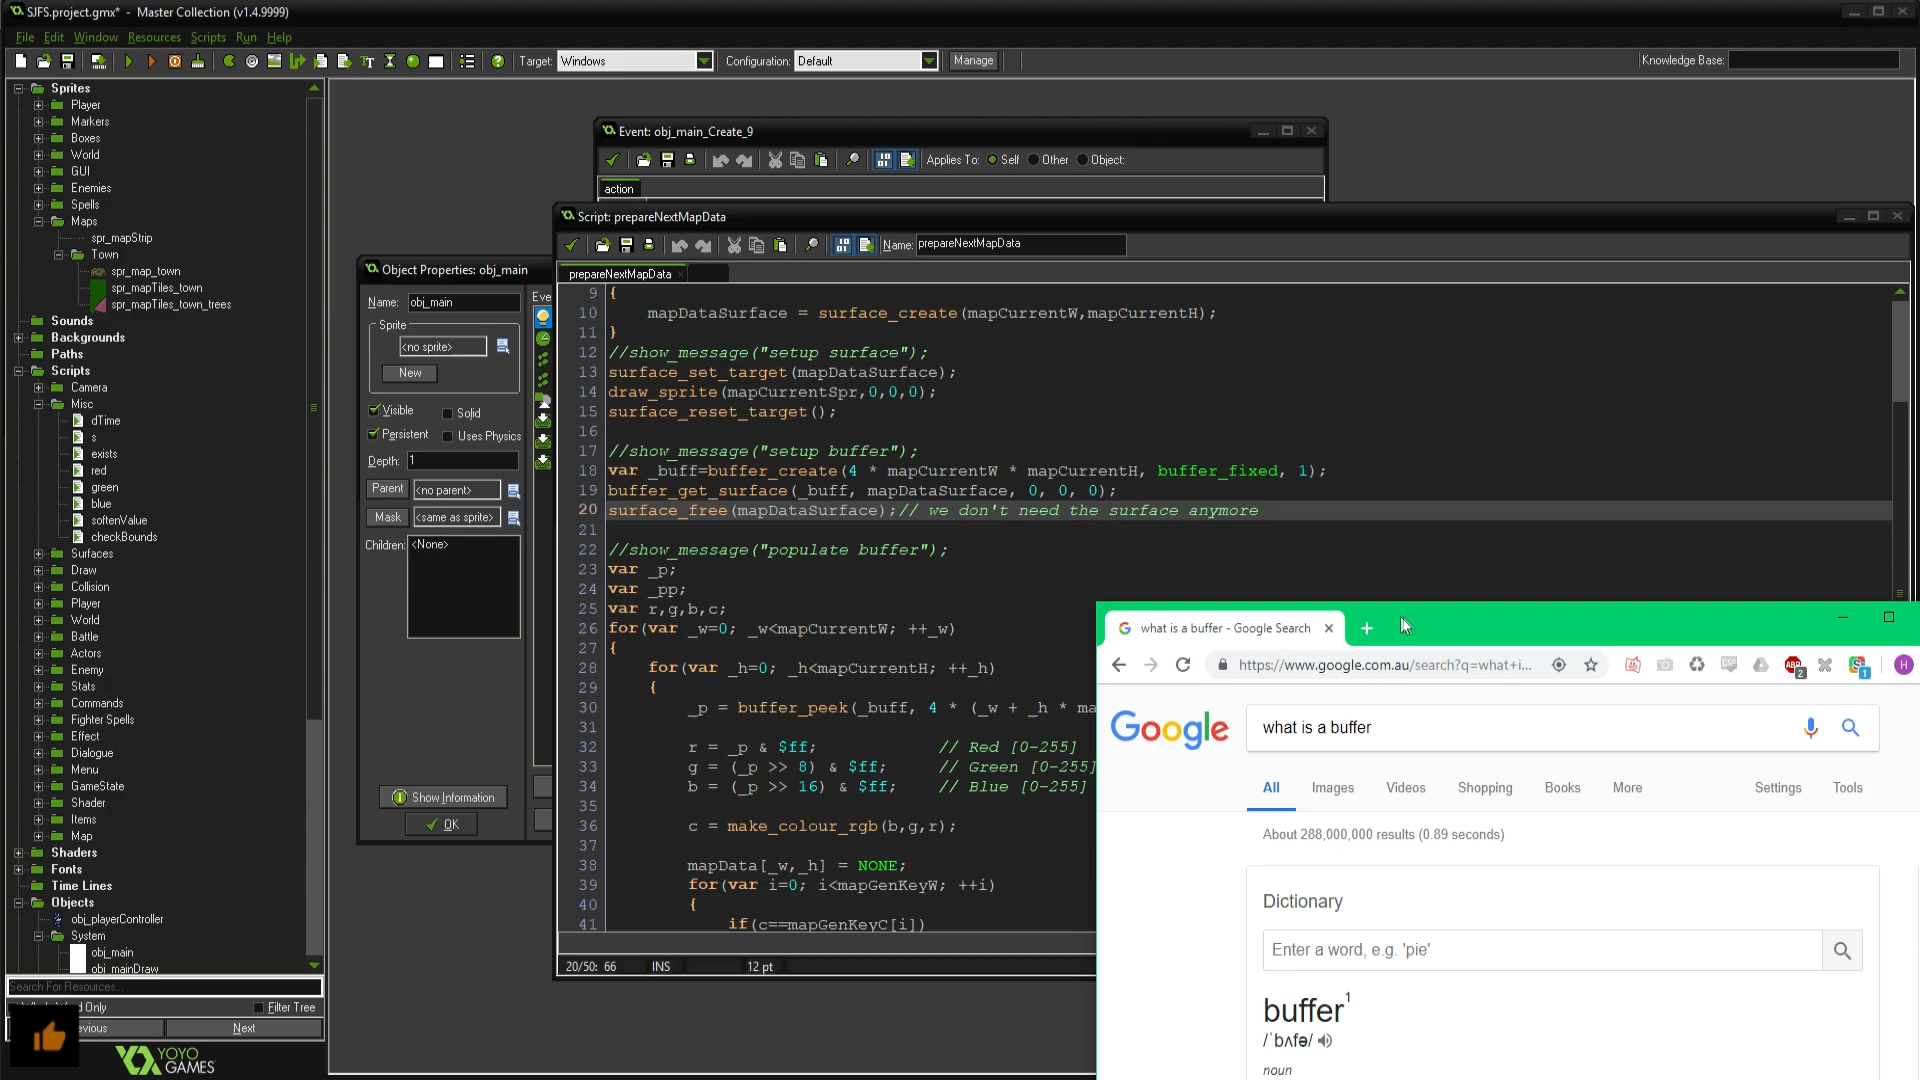 SJFS.project.gmx* - Master Collection (v1.4.9999)
File Edit Window Resources Scripts Run Help
Target: Windows Configuration: Default Manage Knowledge Base:
Sprites
Player
Markers
Boxes
World
GUI
Enemies
Spells
Maps
spr_mapStrip
Town
spr_map_town
spr_mapTiles_town
spr_mapTiles_town_trees
Sounds
Backgrounds
Paths
Scripts
Camera
Misc
dTime
s
exists
red
green
blue
softenValue
checkBounds
Surfaces
Draw
Collision
Player
World
Battle
Actors
Enemy
Stats
Commands
Fighter Spells
Effect
Dialogue
Menu
GameState
Shader
Items
Map
Shaders
Fonts
Time Lines
Objects
obj_playerController
System
obj_main
obj_mainDraw
Search For Resources...
Only Filter Tree
evious Next
YOYO
GAMES
Event: obj_main_Create_9
Applies To: Self Other Object:
action
Object Properties: obj_main
Name: obj_main
Eve
Sprite
<no sprite>
New
Visible Solid
Persistent Uses Physics
Depth: 1
Parent <no parent>
Mask <same as sprite>
Children: <None>
Show Information
OK
Script: prepareNextMapData
Name: prepareNextMapData
prepareNextMapData
9 {
10 mapDataSurface = surface_create(mapCurrentW,mapCurrentH);
11 }
12 //show_message("setup surface");
13 surface_set_target(mapDataSurface);
14 draw_sprite(mapCurrentSpr,0,0,0);
15 surface_reset_target();
16
17 //show_message("setup buffer");
18 var _buff=buffer_create(4 * mapCurrentW * mapCurrentH, buffer_fixed, 1);
19 buffer_get_surface(_buff, mapDataSurface, 0, 0, 0);
20 surface_free(mapDataSurface);// we don't need the surface anymore
21
22 //show_message("populate buffer");
23 var _p;
24 var _pp;
25 var r,g,b,c;
26 for(var _w=0; _w<mapCurrentW; ++_w)
27 {
28 for(var _h=0; _h<mapCurrentH; ++_h)
29 {
30 _p = buffer_peek(_buff, 4 * (_w + _h * ma
31
32 r = _p & $ff; // Red [0-255]
33 g = (_p >> 8) & $ff; // Green [0-255]
34 b = (_p >> 16) & $ff; // Blue [0-255]
35
36 c = make_colour_rgb(b,g,r);
37
38 mapData[_w,_h] = NONE;
39 for(var i=0; i<mapGenKeyW; ++i)
40 {
41 if(c==mapGenKeyC[i])
20/50: 66 INS 12 pt
what is a buffer - Google Search
https://www.google.com.au/search?q=what+i...
ABP 2
1
H
Google
what is a buffer
All Images Videos Shopping Books More Settings Tools
About 288,000,000 results (0.89 seconds)
Dictionary
Enter a word, e.g. 'pie'
buffer1
/ˈbʌfə/
noun